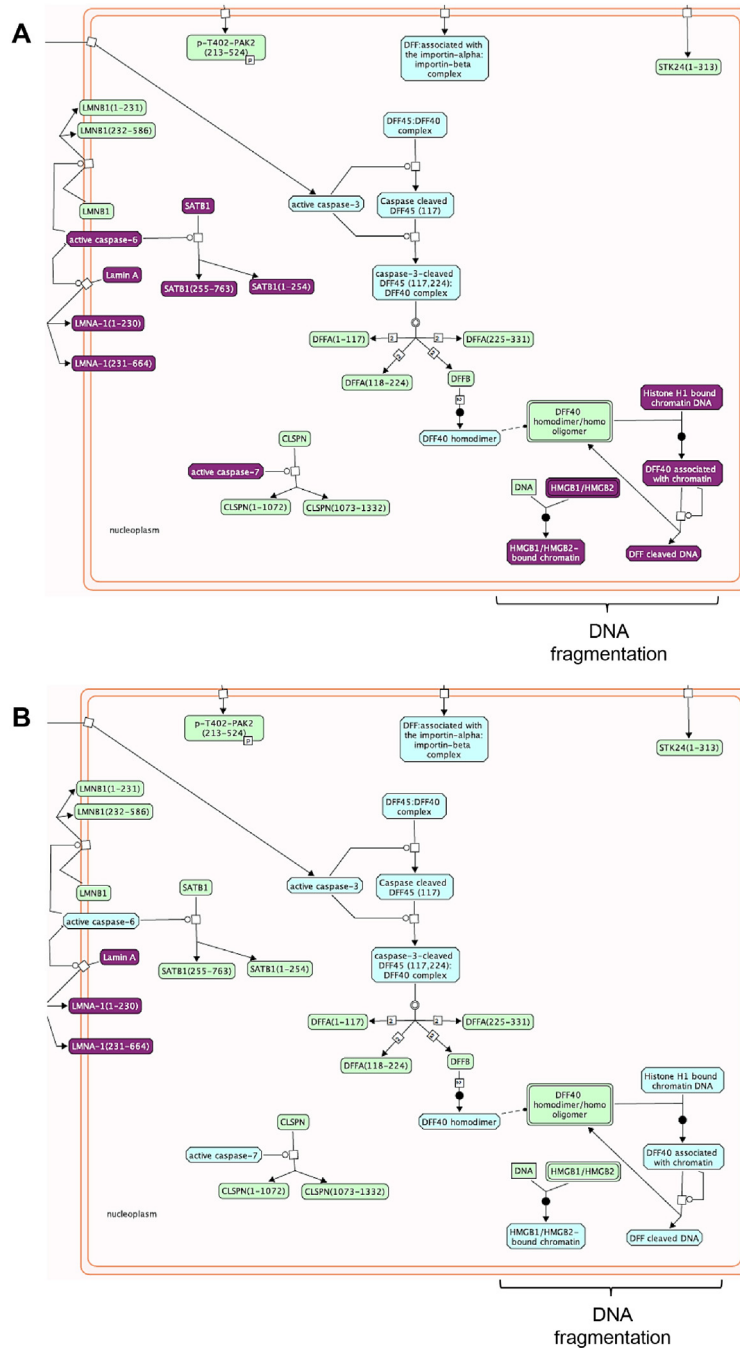 A
p-T402-PAK2
(213-524)
P
DFF:associated with
the importin-alpha:
importin-beta
complex
STK24(1-313)
LMNB1(1-231)
LMNB1(232-586)
DFF45:DFF40
complex
LMNB1
SATB1
active caspase-3
Caspase cleaved
DFF45 (117)
active caspase-6
Lamin A
SATB1(255-763)
SATB1(1-254)
caspase-3-cleaved
DFF45 (117,224):
DFF40 complex
LMNA-1(1-230)
LMNA-1(231-664)
DFFA(1-117)
2
2
DFFA(225-331)
2
2
DFFA(118-224)
DFFB
Histone H1 bound
chromatin DNA
DFF40
homodimer/homo
oligomer
CLSPN
DFF40 homodimer
active caspase-7
DNA
HMGB1/HMGB2
DFF40 associated
with chromatin
CLSPN(1-1072)
CLSPN(1073-1332)
nucleoplasm
HMGB1/HMGB2-
bound chromatin
DFF cleaved DNA
DNA
fragmentation
B
p-T402-PAK2
(213-524)
P
DFF:associated with
the importin-alpha:
importin-beta
complex
STK24(1-313)
LMNB1(1-231)
LMNB1(232-586)
DFF45:DFF40
complex
LMNB1
SATB1
active caspase-3
Caspase cleaved
DFF45 (117)
active caspase-6
Lamin A
SATB1(255-763)
SATB1(1-254)
caspase-3-cleaved
DFF45 (117,224):
DFF40 complex
LMNA-1(1-230)
LMNA-1(231-664)
DFFA(1-117)
2
2
DFFA(225-331)
2
2
DFFA(118-224)
DFFB
Histone H1 bound
chromatin DNA
DFF40
homodimer/homo
oligomer
CLSPN
DFF40 homodimer
active caspase-7
DNA
HMGB1/HMGB2
DFF40 associated
with chromatin
CLSPN(1-1072)
CLSPN(1073-1332)
nucleoplasm
HMGB1/HMGB2-
bound chromatin
DFF cleaved DNA
DNA
fragmentation